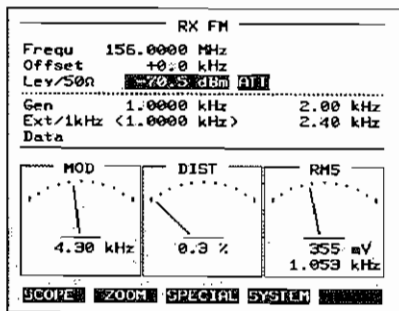 RX FM
Frequ 156.0000 MHz
Offset +0.0 kHz
Lev/50Ω -70.5 dBm ATT
Gen 1.0000 kHz 2.00 kHz
Ext/1kHz <1.0000 kHz> 2.40 kHz
Data
MOD DIST RMS
4.30 kHz 0.3 % 355 mV
1.053 kHz
SCOPE ZOOM SPECIAL SYSTEM